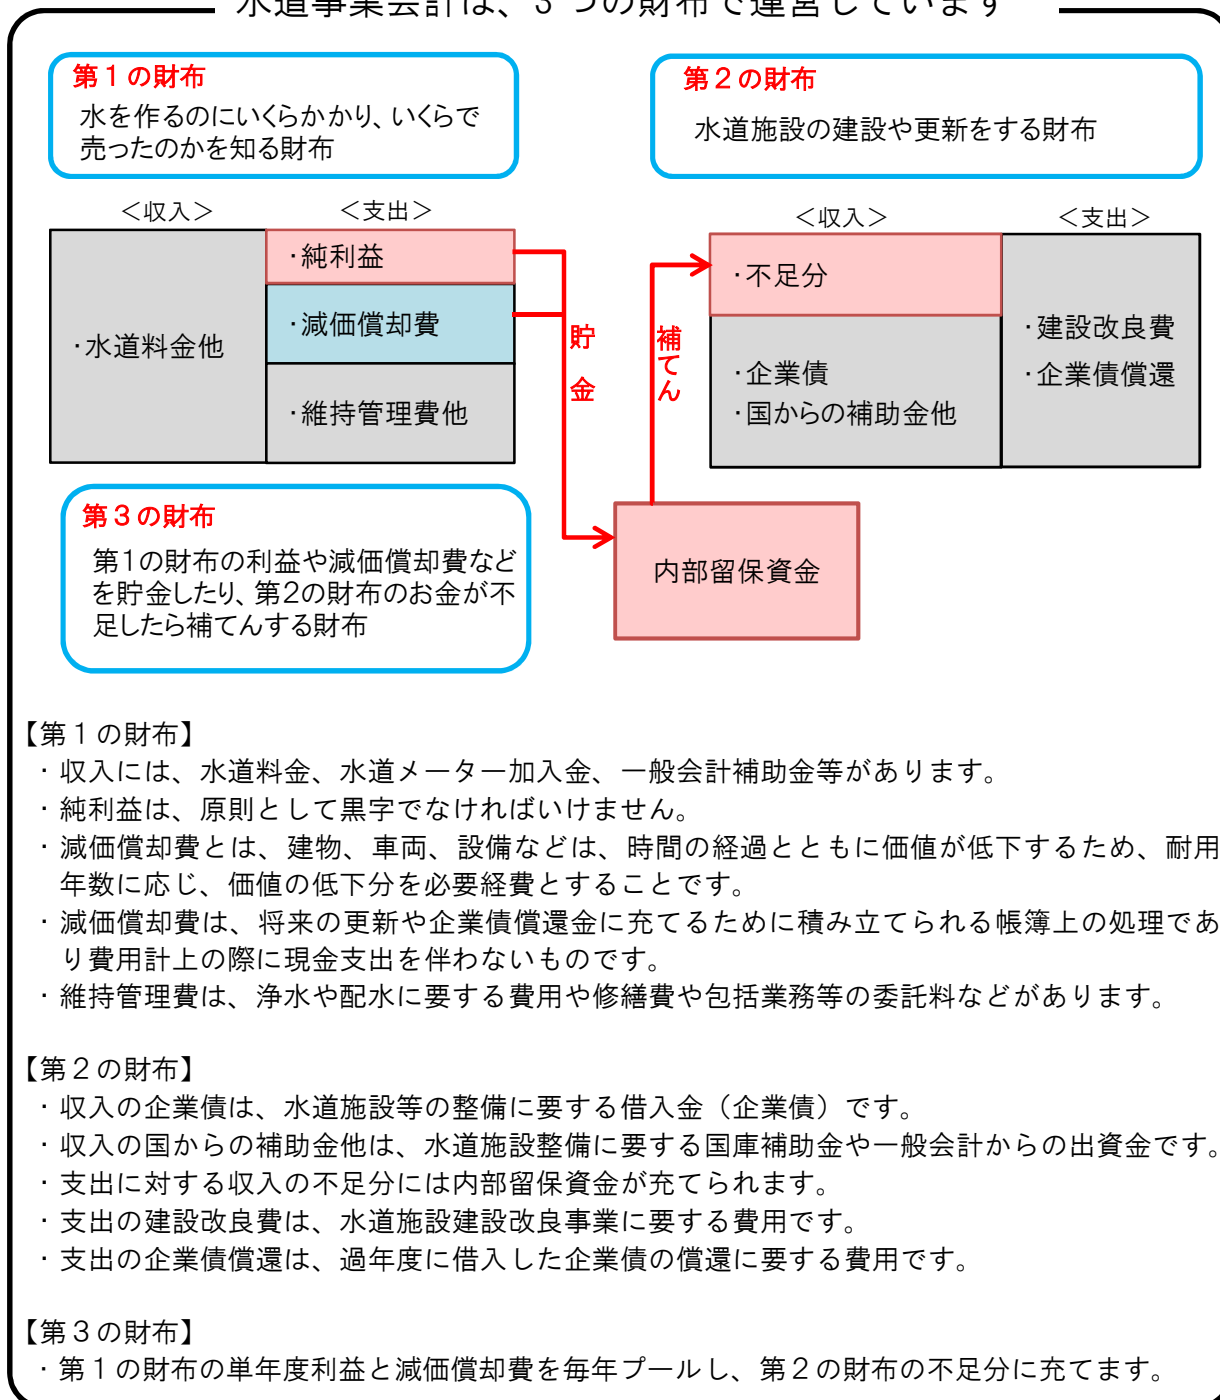 水道事業会計は、3つの財布で運営しています
第1の財布
水を作るのにいくらかかり、いくらで
売ったのかを知る財布
第2の財布
水道施設の建設や更新をする財布
＜収入＞
＜支出＞
・水道料金他
・純利益
・減価償却費
・維持管理費他
貯金
補てん
＜収入＞
＜支出＞
・不足分
・企業債
・国からの補助金他
・建設改良費
・企業債償還
第3の財布
第1の財布の利益や減価償却費など
を貯金したり、第2の財布のお金が不
足したら補てんする財布
内部留保資金
【第1の財布】
・収入には、水道料金、水道メーター加入金、一般会計補助金等があります。
・純利益は、原則として黒字でなければいけません。
・減価償却費とは、建物、車両、設備などは、時間の経過とともに価値が低下するため、耐用
年数に応じ、価値の低下分を必要経費とすることです。
・減価償却費は、将来の更新や企業債償還金に充てるために積み立てられる帳簿上の処理であ
り費用計上の際に現金支出を伴わないものです。
・維持管理費は、浄水や配水に要する費用や修繕費や包括業務等の委託料などがあります。
【第2の財布】
・収入の企業債は、水道施設等の整備に要する借入金（企業債）です。
・収入の国からの補助金他は、水道施設整備に要する国庫補助金や一般会計からの出資金です。
・支出に対する収入の不足分には内部留保資金が充てられます。
・支出の建設改良費は、水道施設建設改良事業に要する費用です。
・支出の企業債償還は、過年度に借入した企業債の償還に要する費用です。
【第3の財布】
・第1の財布の単年度利益と減価償却費を毎年プールし、第2の財布の不足分に充てます。